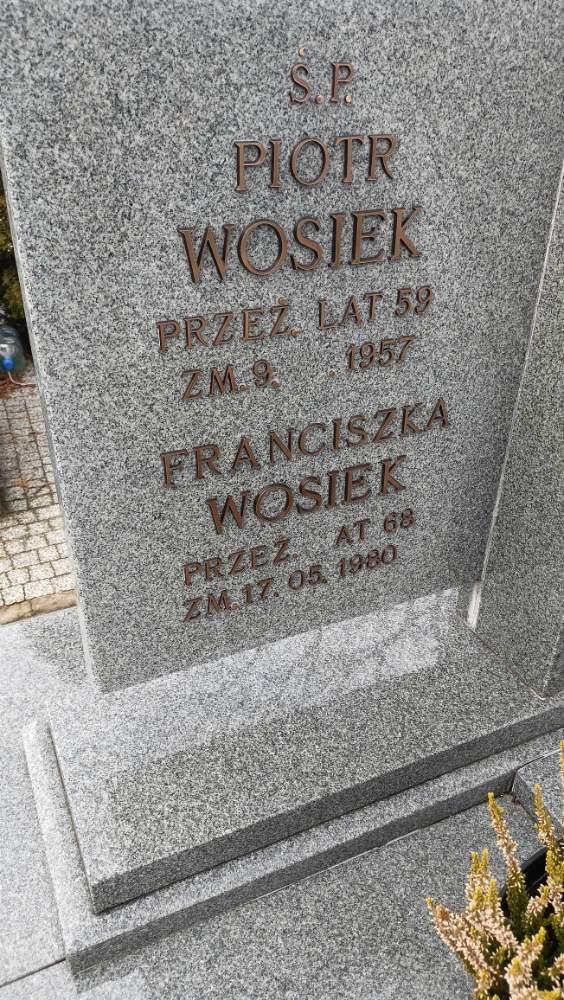 Ś.P.
PIOTR
WOSIEK
PRZEŻ. LAT 59
ZM. 9. . 1957
FRANCISZKA
WOSIEK
PRZEŻ. AT 68
ZM. 17. 05. 1980